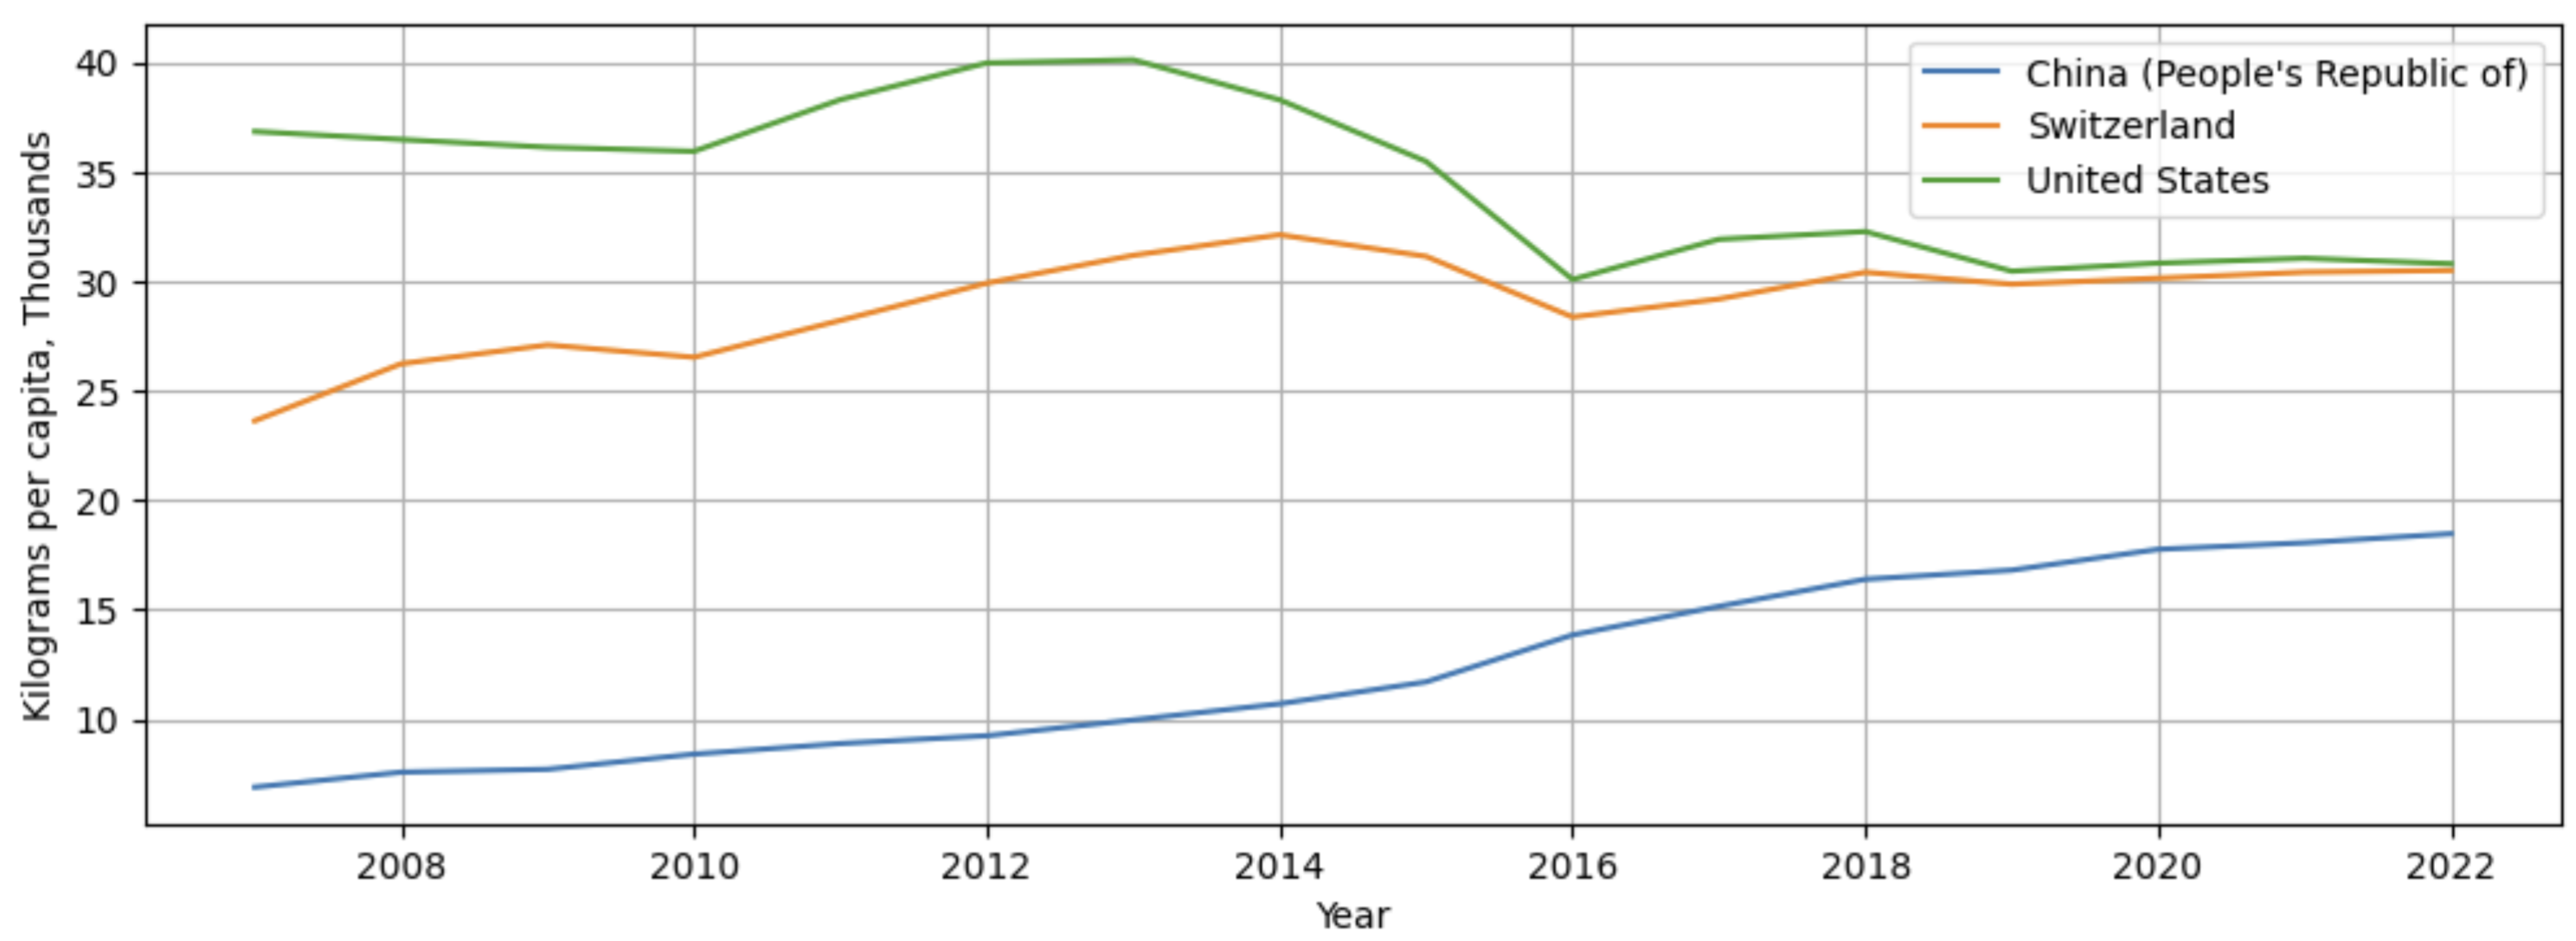 Kilograms per capita, Thousands
40
35
30
25
20
15
10
China (People's Republic of)
Switzerland
United States
2008 2010 2012 2014 2016 2018 2020 2022
Year